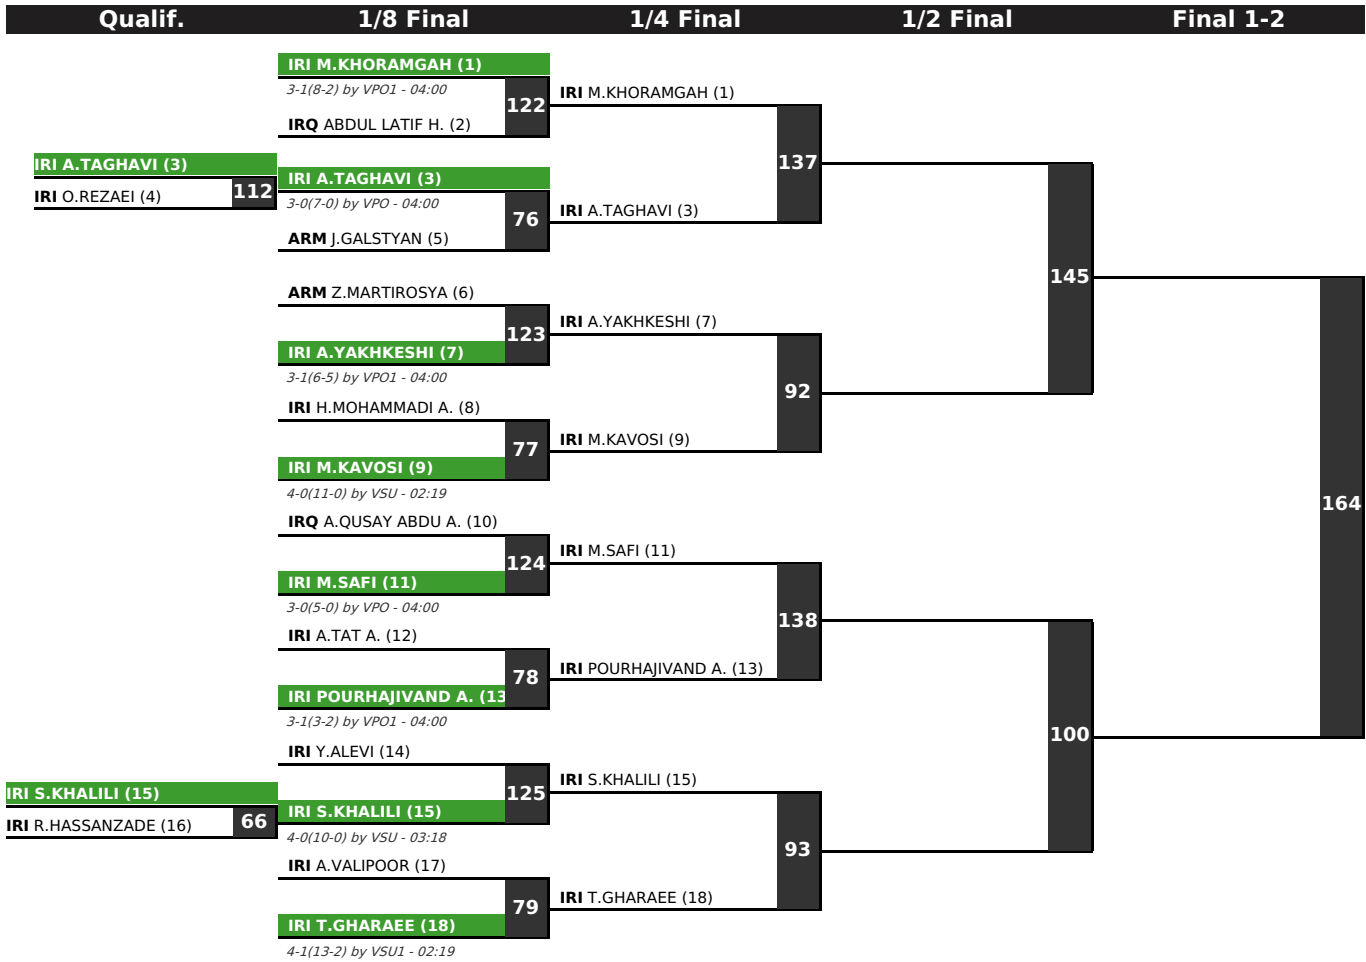 Qualif. 1/8 Final 1/4 Final 1/2 Final Final 1-2
IRI M.KHORAMGAH (1)
3-1(8-2) by VPO1 - 04:00
122
IRI M.KHORAMGAH (1)
IRQ ABDUL LATIF H. (2)
137
IRI A.TAGHAVI (3)
112
IRI O.REZAEI (4)
IRI A.TAGHAVI (3)
3-0(7-0) by VPO - 04:00
76
IRI A.TAGHAVI (3)
ARM J.GALSTYAN (5)
145
ARM Z.MARTIROSYA (6)
123
IRI A.YAKHKESHI (7)
IRI A.YAKHKESHI (7)
3-1(6-5) by VPO1 - 04:00
92
IRI H.MOHAMMADI A. (8)
77
IRI M.KAVOSI (9)
IRI M.KAVOSI (9)
4-0(11-0) by VSU - 02:19
164
IRQ A.QUSAY ABDU A. (10)
124
IRI M.SAFI (11)
IRI M.SAFI (11)
3-0(5-0) by VPO - 04:00
138
IRI A.TAT A. (12)
78
IRI POURHAJIVAND A. (13)
IRI POURHAJIVAND A. (13
3-1(3-2) by VPO1 - 04:00
100
IRI Y.ALEVI (14)
125
IRI S.KHALILI (15)
IRI S.KHALILI (15)
66
IRI R.HASSANZADE (16)
IRI S.KHALILI (15)
4-0(10-0) by VSU - 03:18
93
IRI A.VALIPOOR (17)
79
IRI T.GHARAEE (18)
IRI T.GHARAEE (18)
4-1(13-2) by VSU1 - 02:19